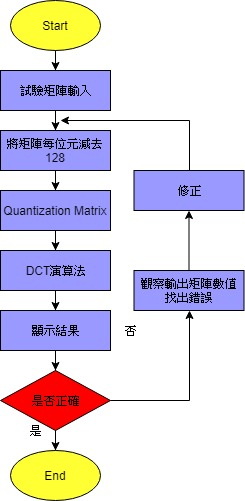 Start
試驗矩陣輸入
將矩陣每位元減去
128
Quantization Matrix
修正
DCT演算法
觀察輸出矩陣數值
找出錯誤
顯示結果
否
是否正確
是
End